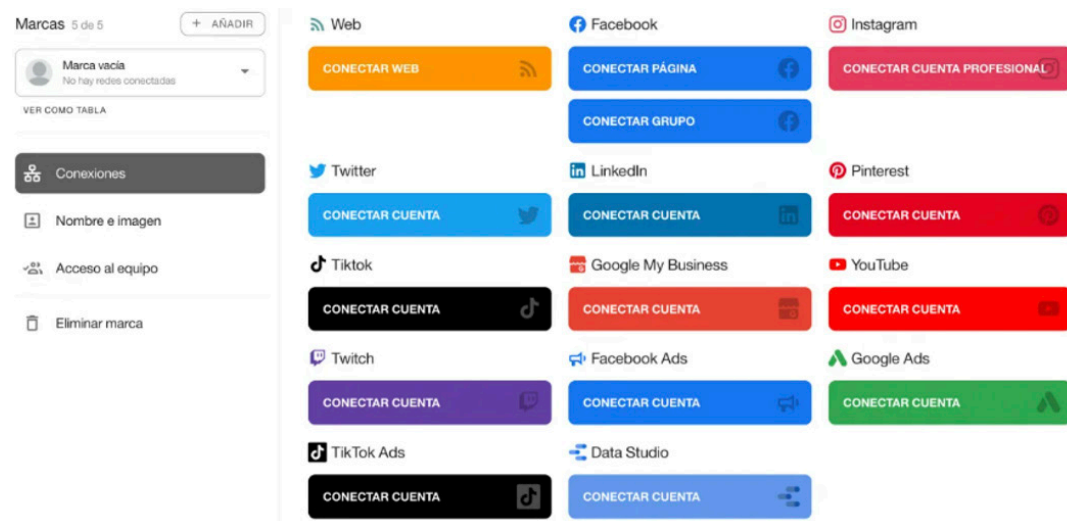 Marcas 5 de 5
+ AÑADIR
Marca vacía
No hay redes conectadas
VER COMO TABLA
Conexiones
Nombre e imagen
Acceso al equipo
Eliminar marca
Web
Facebook
Instagram
CONECTAR WEB
CONECTAR PÁGINA
CONECTAR CUENTA PROFESIONAL
CONECTAR GRUPO
Twitter
LinkedIn
Pinterest
CONECTAR CUENTA
CONECTAR CUENTA
CONECTAR CUENTA
Tiktok
Google My Business
YouTube
CONECTAR CUENTA
CONECTAR CUENTA
CONECTAR CUENTA
Twitch
Facebook Ads
Google Ads
CONECTAR CUENTA
CONECTAR CUENTA
CONECTAR CUENTA
TikTok Ads
Data Studio
CONECTAR CUENTA
CONECTAR CUENTA